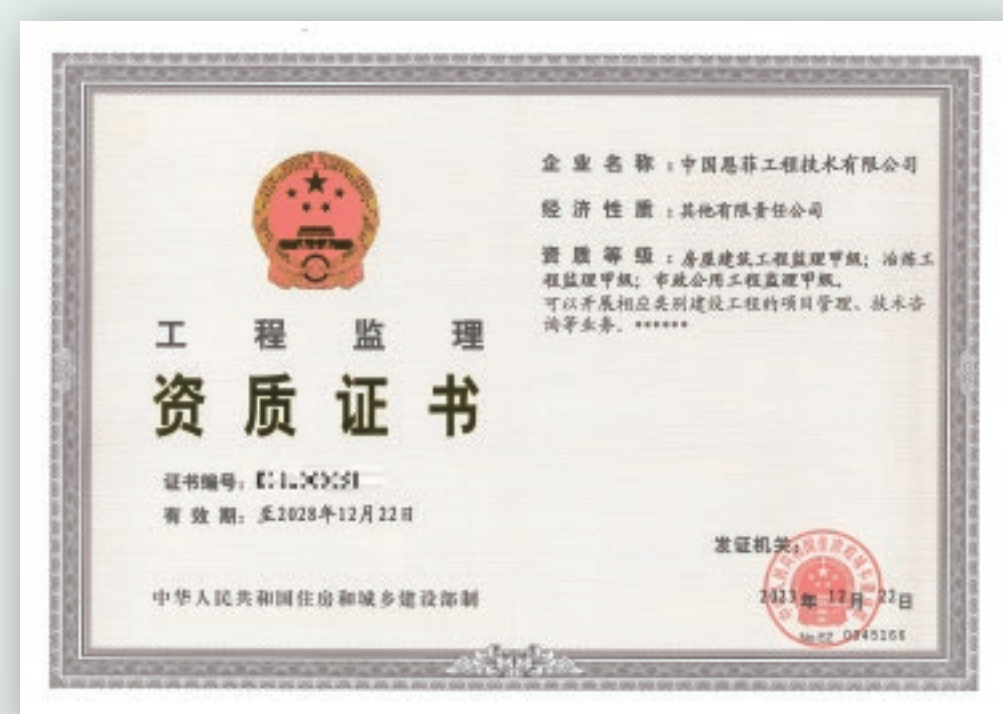 工程监理
资质证书
证书编号：
有效期：至2028年12月22日
中华人民共和国住房和城乡建设部制
企业名称：中国恩菲工程技术有限公司
经济性质：其他有限责任公司
资质等级：房屋建筑工程监理甲级；冶炼工
程监理甲级；市政公用工程监理甲级。
可以开展相应类别建设工程的项目管理、技术咨
询等业务。******
发证机关：
2023年12月22日
No.EZ 0245166